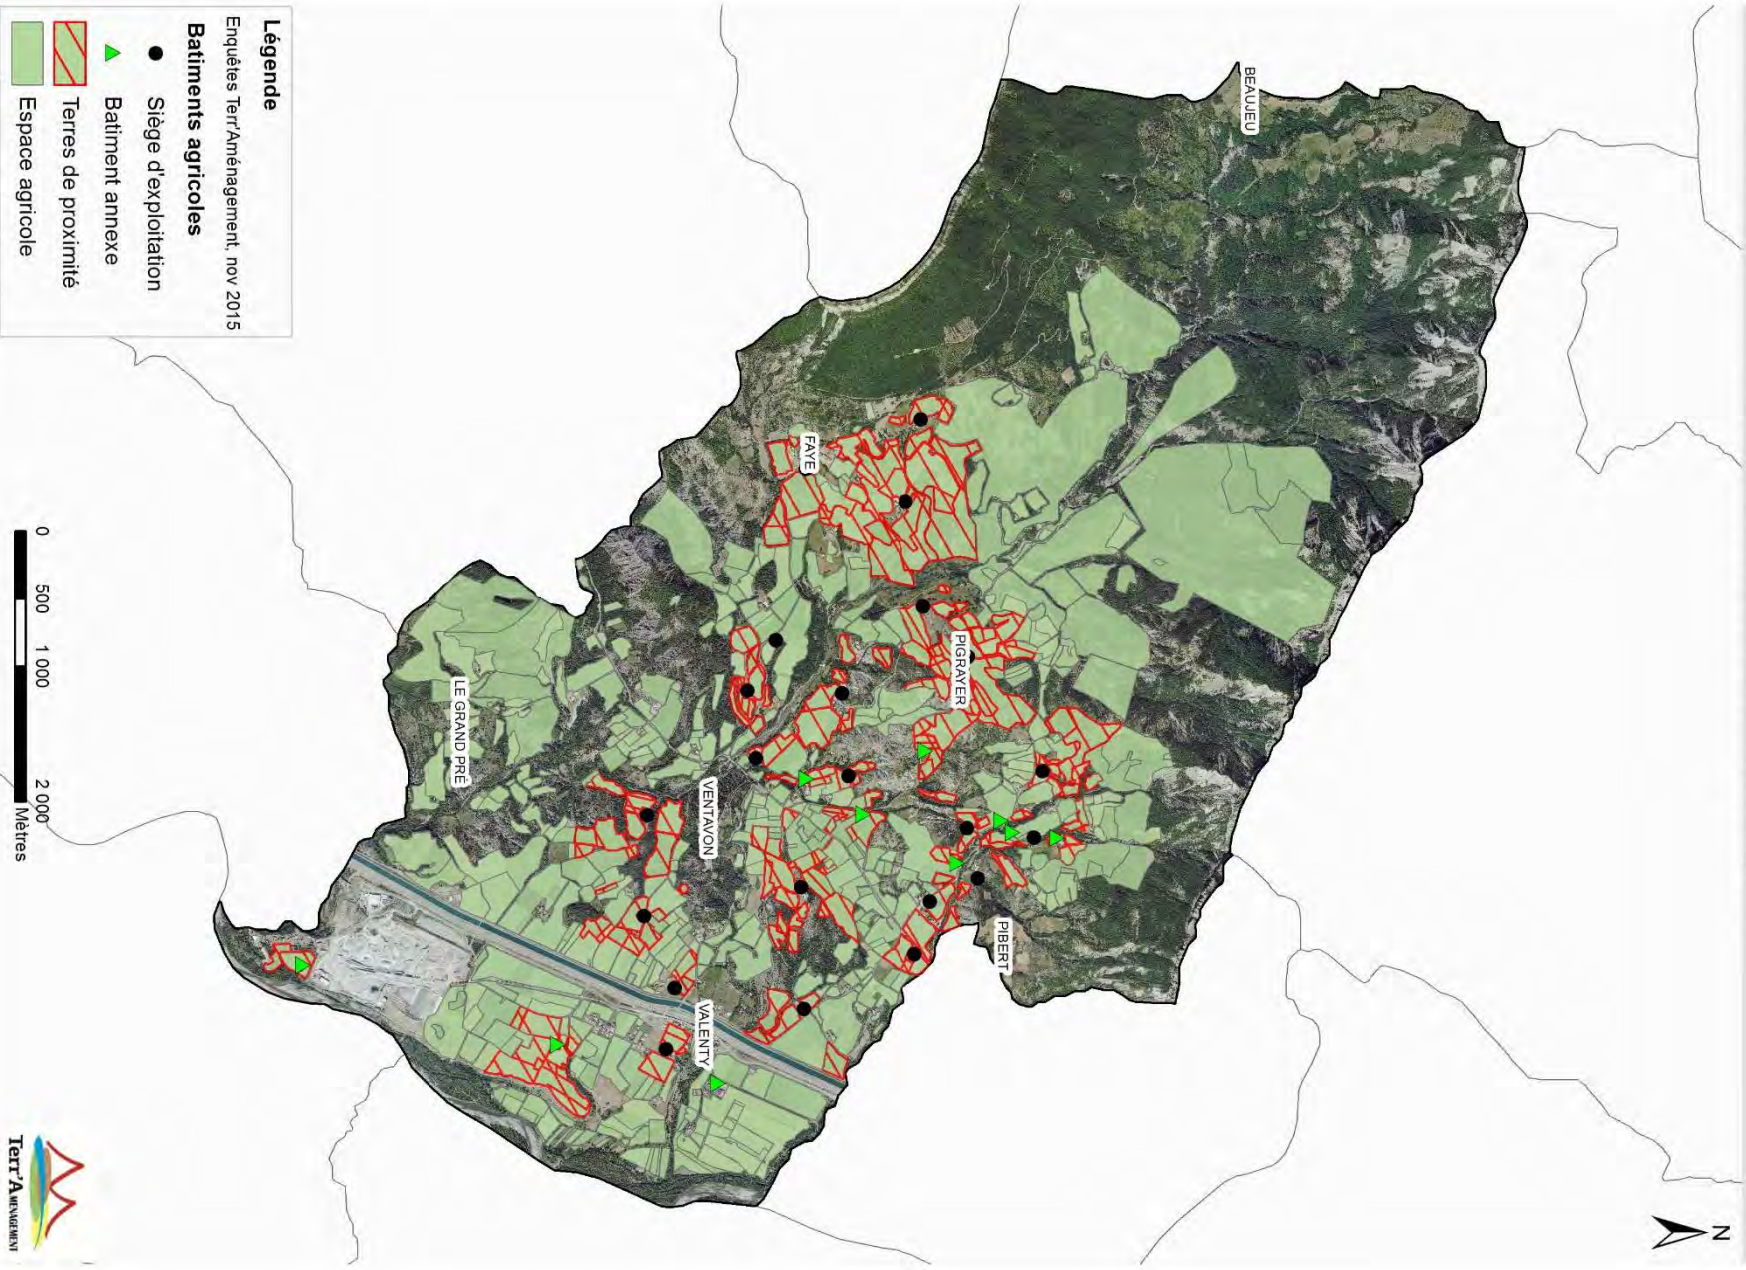 Légende
Enquêtes Terr'Aménagement, nov 2015
Batiments agricoles
Siège d'exploitation
Batiment annexe
Terres de proximité
Espace agricole
N
BEAUJEU
PIBERT
PIGRAYER
FAYE
VENTAVON
VALENTY
LE GRAND PRÉ
0 500 1 000 2 000
Mètres
Terr'AMENAGEMENT